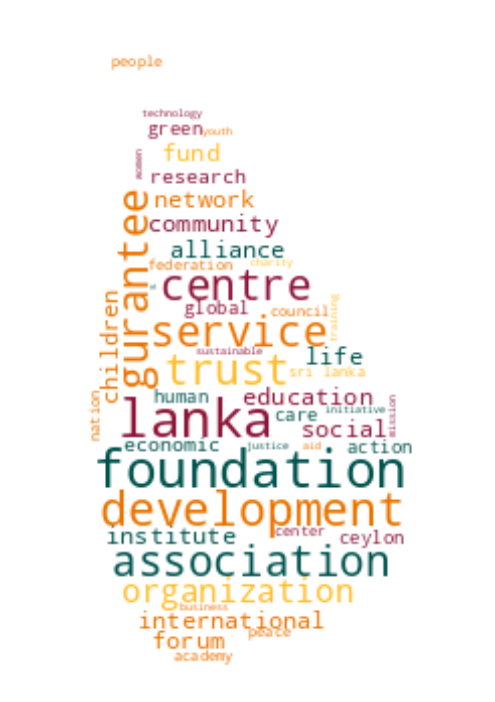 people
technology
green youth
fund
women
research
network
gurantee
community
alliance
federation charity
centre
children
global council
training
service
sustainable
life
trust sri lanka
nation
human education
care initiative mission
lanka social
economic justice aid action
foundation
development
institute center ceylon
association
organization
business
international
forum peace
academy